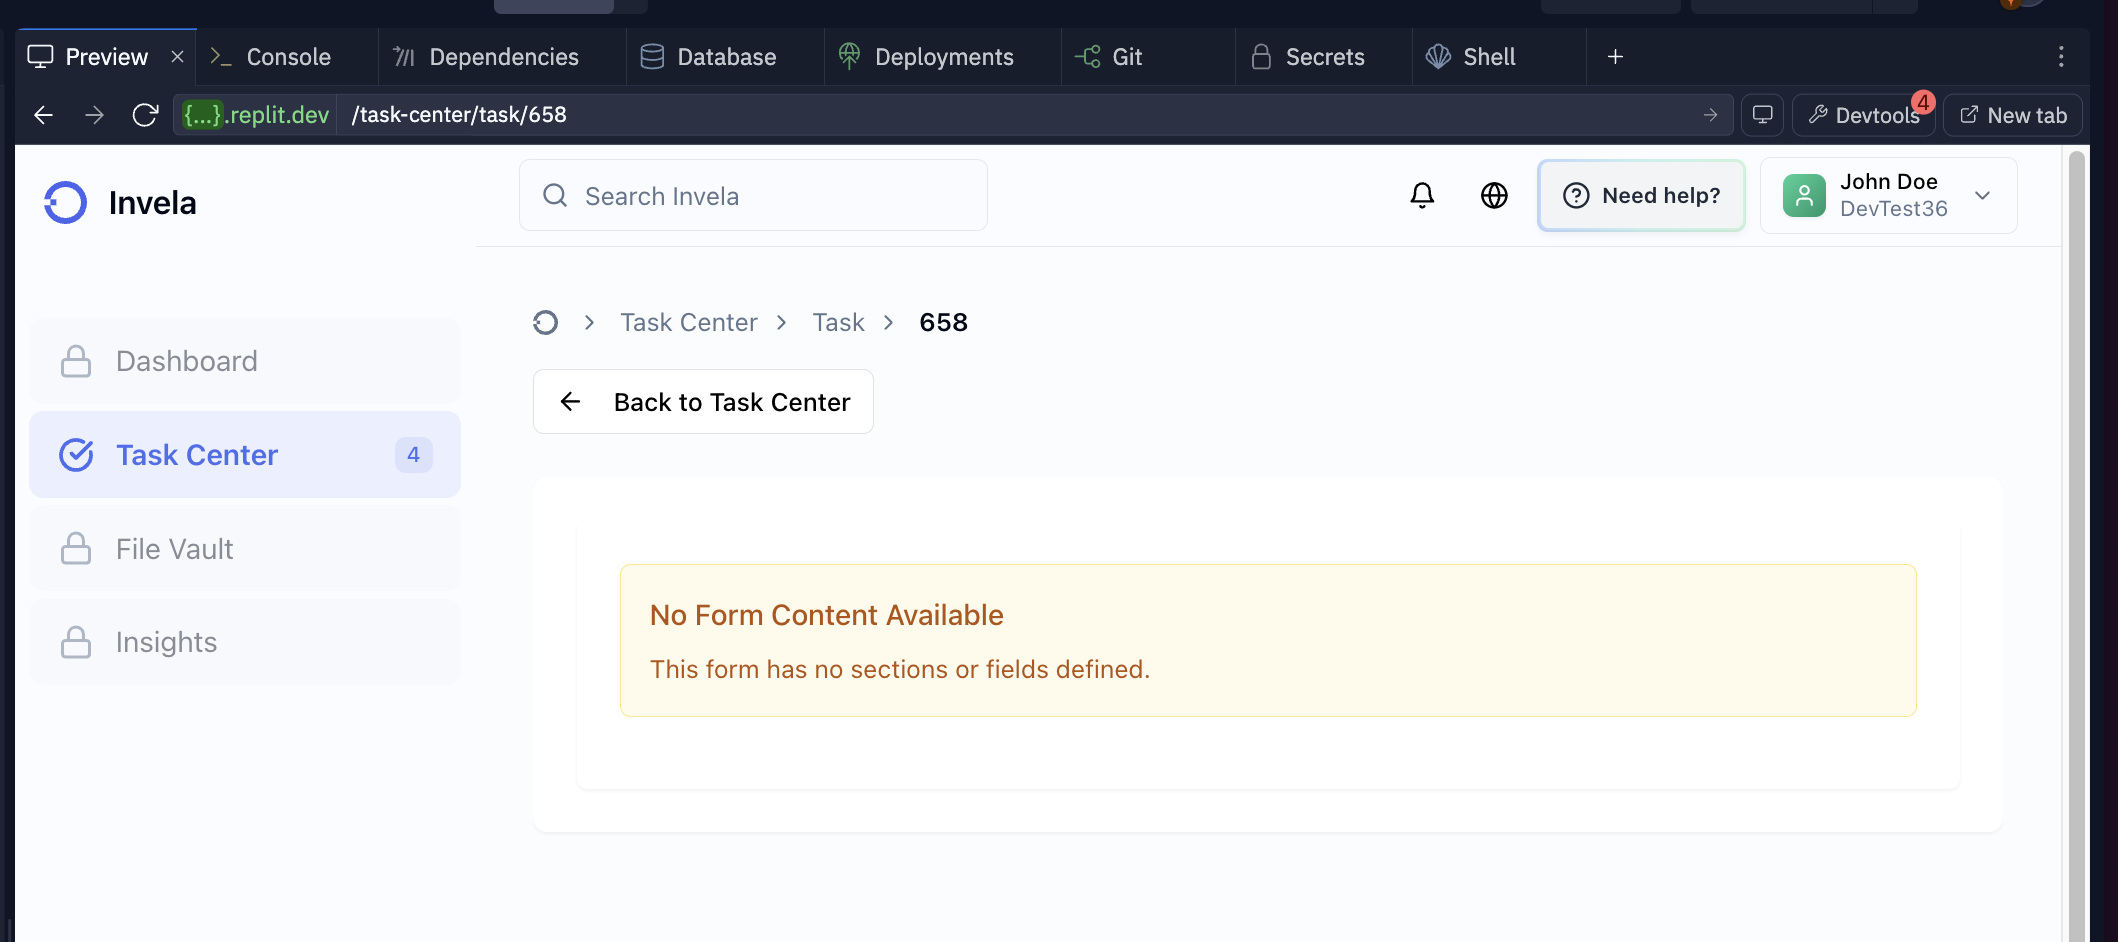 Preview
Console
Dependencies
Database
Deployments
Git
Secrets
Shell
{...}.replit.dev
/task-center/task/658
Devtools
4
New tab
Invela
Search Invela
Need help?
John Doe
DevTest36
Task Center
Task
658
Back to Task Center
Dashboard
Task Center
4
File Vault
Insights
No Form Content Available
This form has no sections or fields defined.